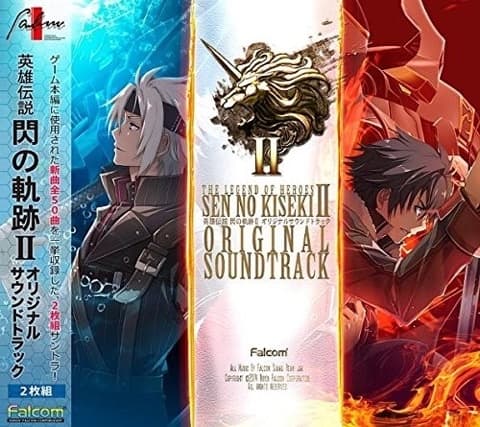 Falcom
英雄伝説 閃の軌跡II オリジナルサウンドトラック
ゲーム本編に使用された新曲全50曲を一挙収録した2枚組サントラ!
2枚組
Falcom
NIHON FALCOM CORPORATION
II
THE LEGEND OF HEROES
SEN NO KISEKI II
英雄伝説 閃の軌跡II オリジナルサウンドトラック
ORIGINAL
SOUNDTRACK
Falcom
All Music By Falcom Sound Team jdk
Copyright ©2014 Nihon Falcom Corporation
All rights reserved.